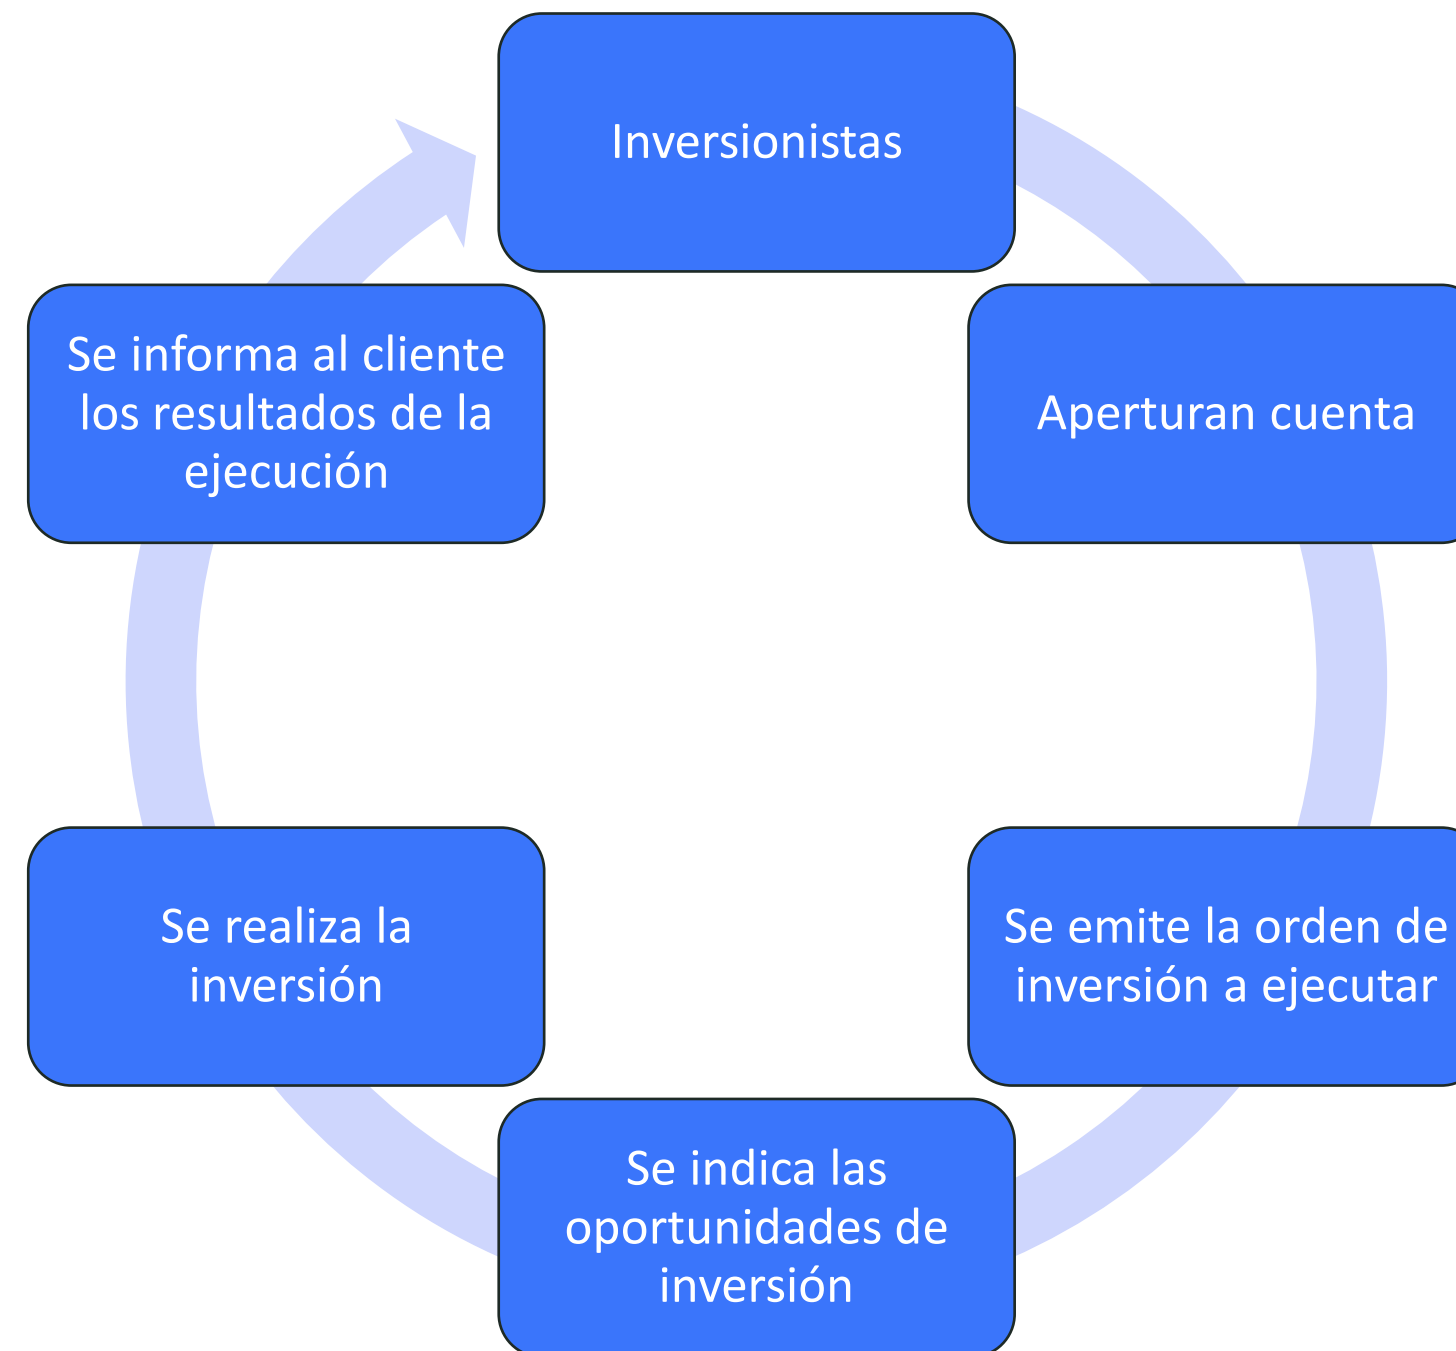 Inversionistas
Aperturan cuenta
Se emite la orden de
inversión a ejecutar
Se indica las
oportunidades de
inversión
Se realiza la
inversión
Se informa al cliente
los resultados de la
ejecución